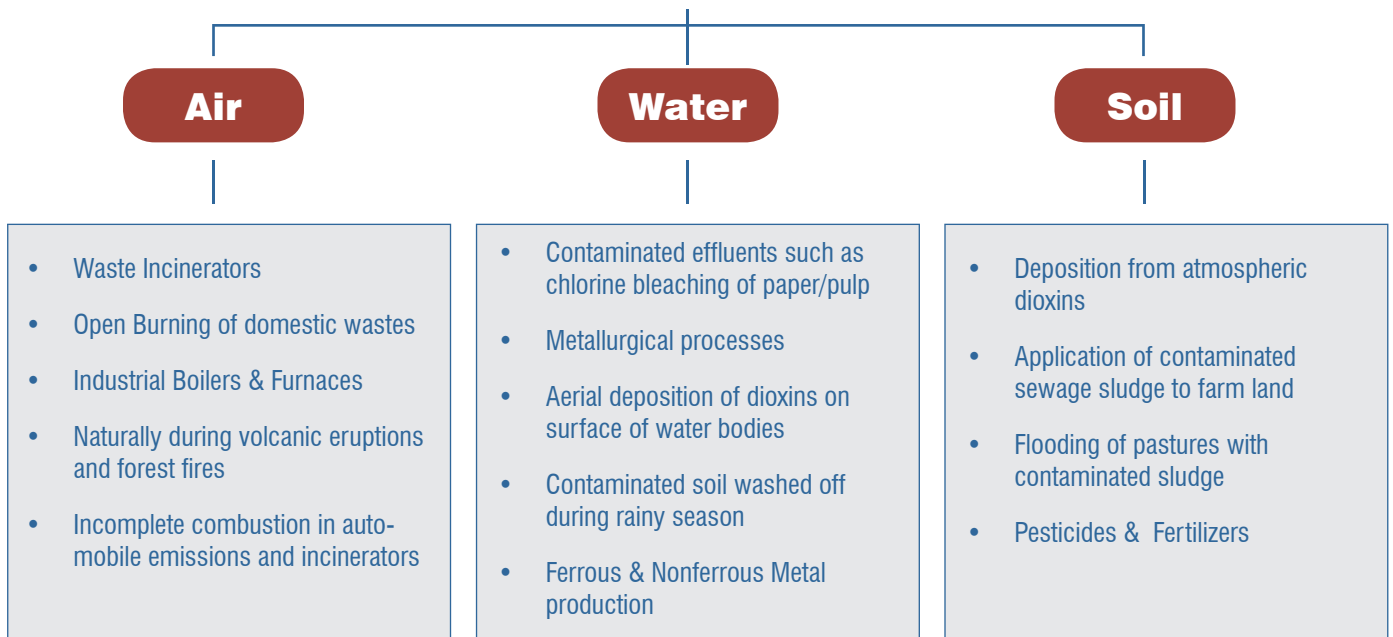 Air
• Waste Incinerators
• Open Burning of domestic wastes
• Industrial Boilers & Furnaces
• Naturally during volcanic eruptions
and forest fires
• Incomplete combustion in auto-
mobile emissions and incinerators
Water
• Contaminated effluents such as
chlorine bleaching of paper/pulp
• Metallurgical processes
• Aerial deposition of dioxins on
surface of water bodies
• Contaminated soil washed off
during rainy season
• Ferrous & Nonferrous Metal
production
Soil
• Deposition from atmospheric
dioxins
• Application of contaminated
sewage sludge to farm land
• Flooding of pastures with
contaminated sludge
• Pesticides & Fertilizers